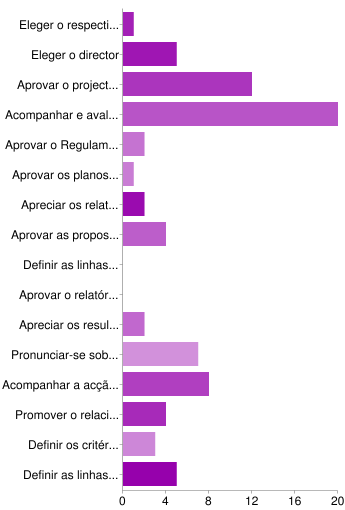 Eleger o respecti...
Eleger o director
Aprovar o project...
Acompanhar e aval...
Aprovar o Regulam...
Aprovar os planos...
Apreciar os relat...
Aprovar as propos...
Definir as linhas...
Aprovar o relatór...
Apreciar os resul...
Pronunciar-se sob...
Acompanhar a acçã...
Promover o relaci...
Definir os critér...
Definir as linhas...
0 4 8 12 16 20